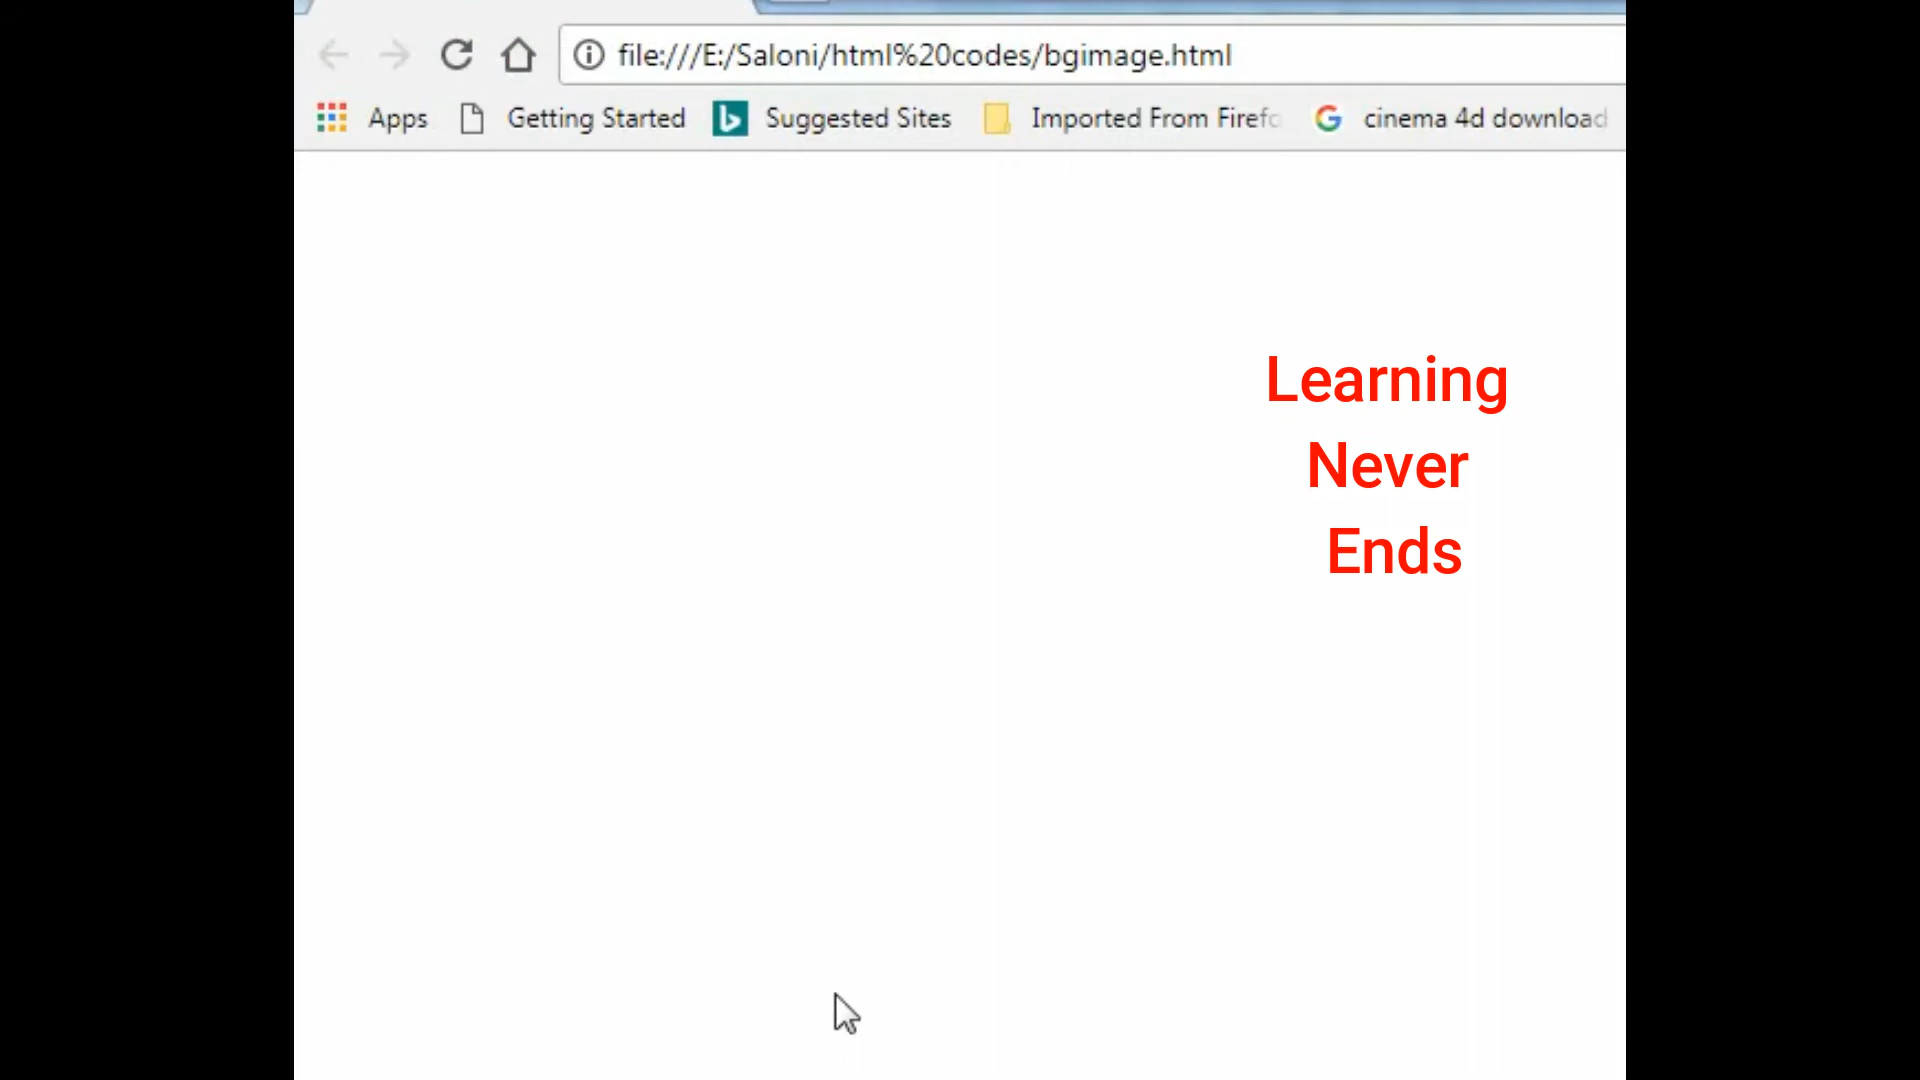 file:///E:/Saloni/html%20codes/bgimage.html
Apps Getting Started Suggested Sites Imported From Firefo cinema 4d download
Learning
Never
Ends